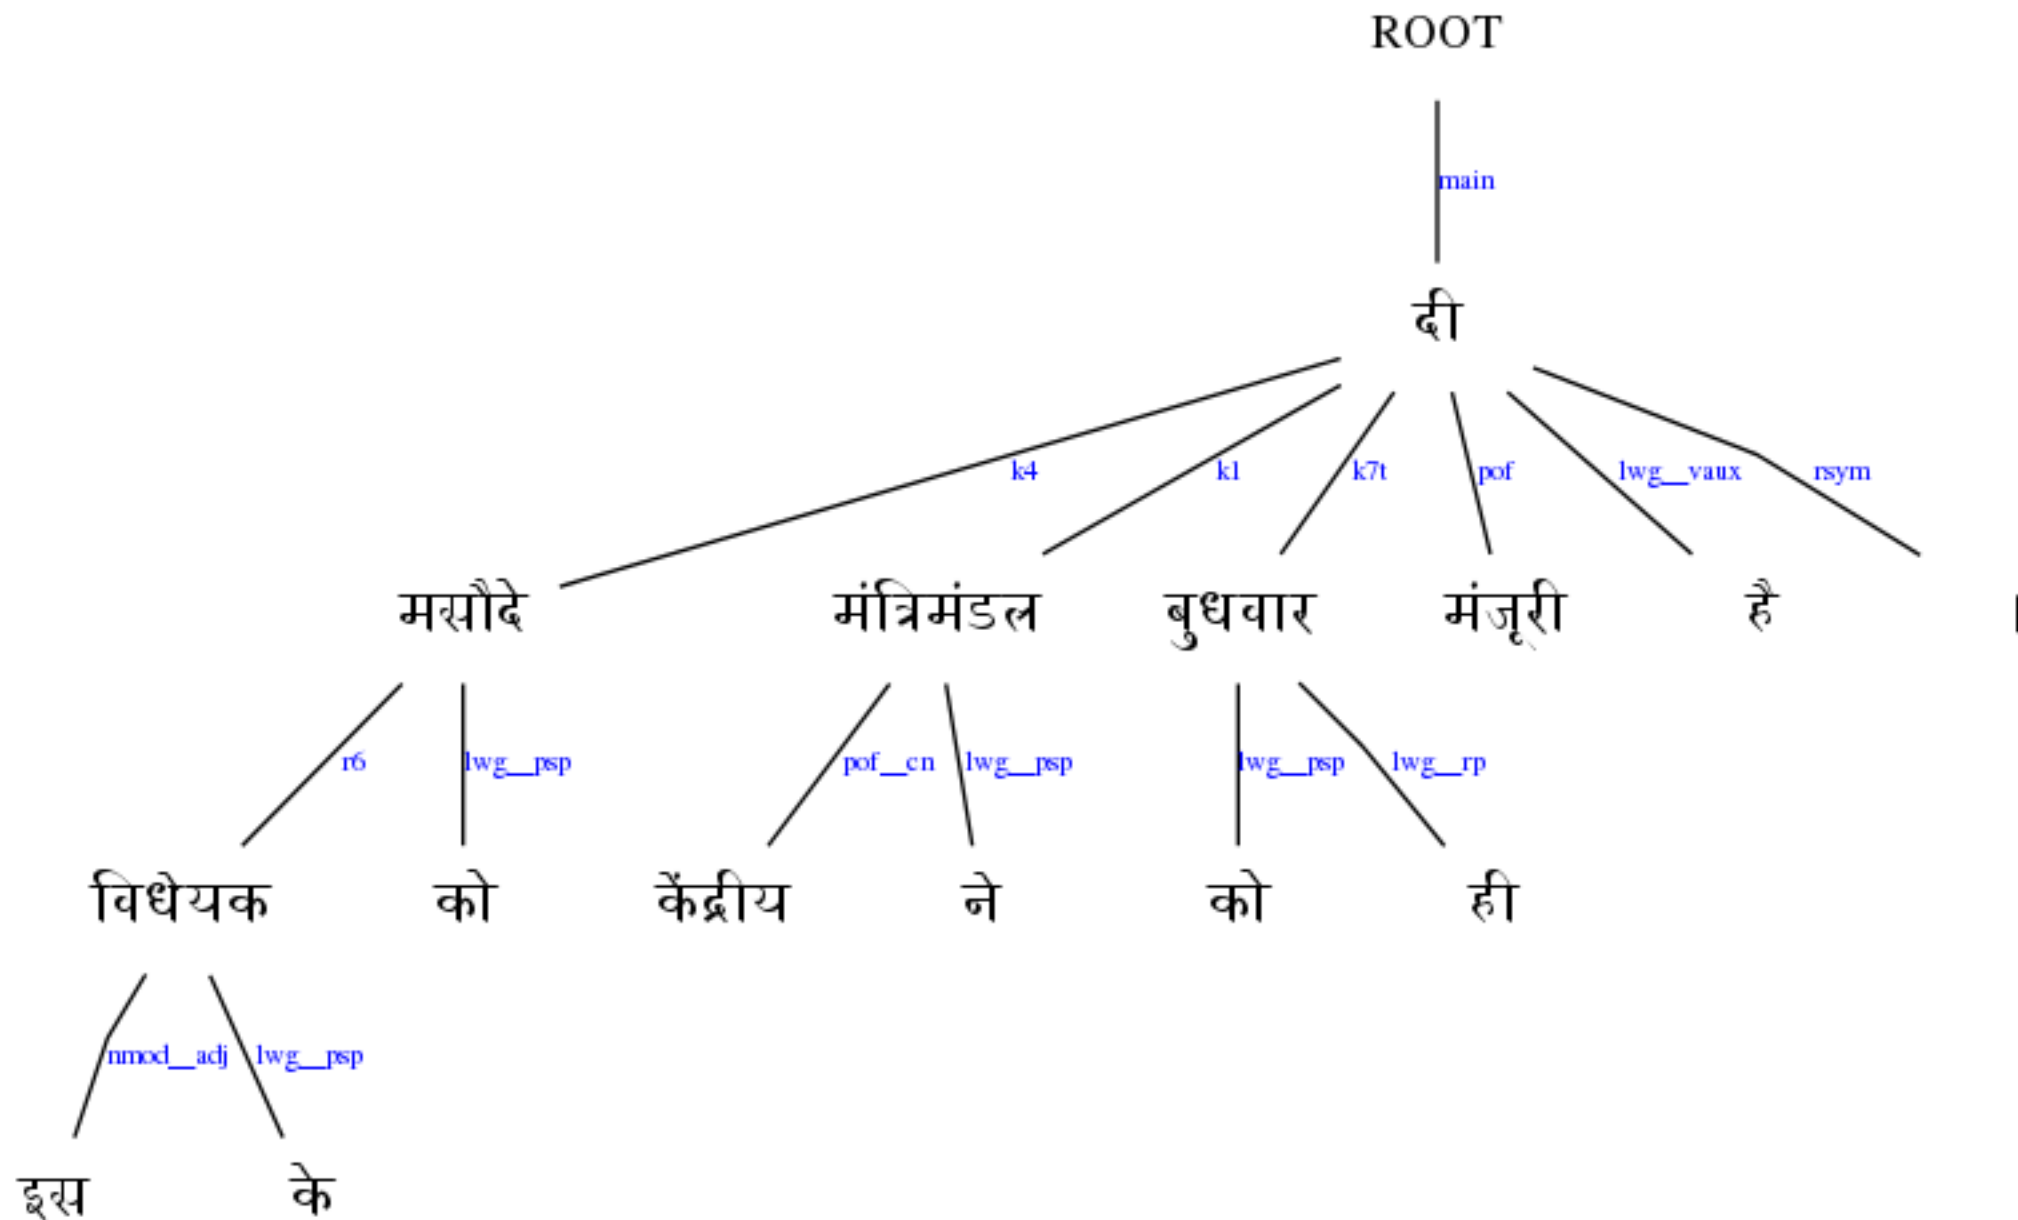 ROOT
main
दी
k4 k1 k7t pof lwg__vaux rsym
मसौदे मंत्रिमंडल बुधवार मंजूरी है ।
r6 lwg__psp pof__cn lwg__psp lwg__psp lwg__rp
विधेयक को केंद्रीय ने को ही
nmod__adj lwg__psp
इस के